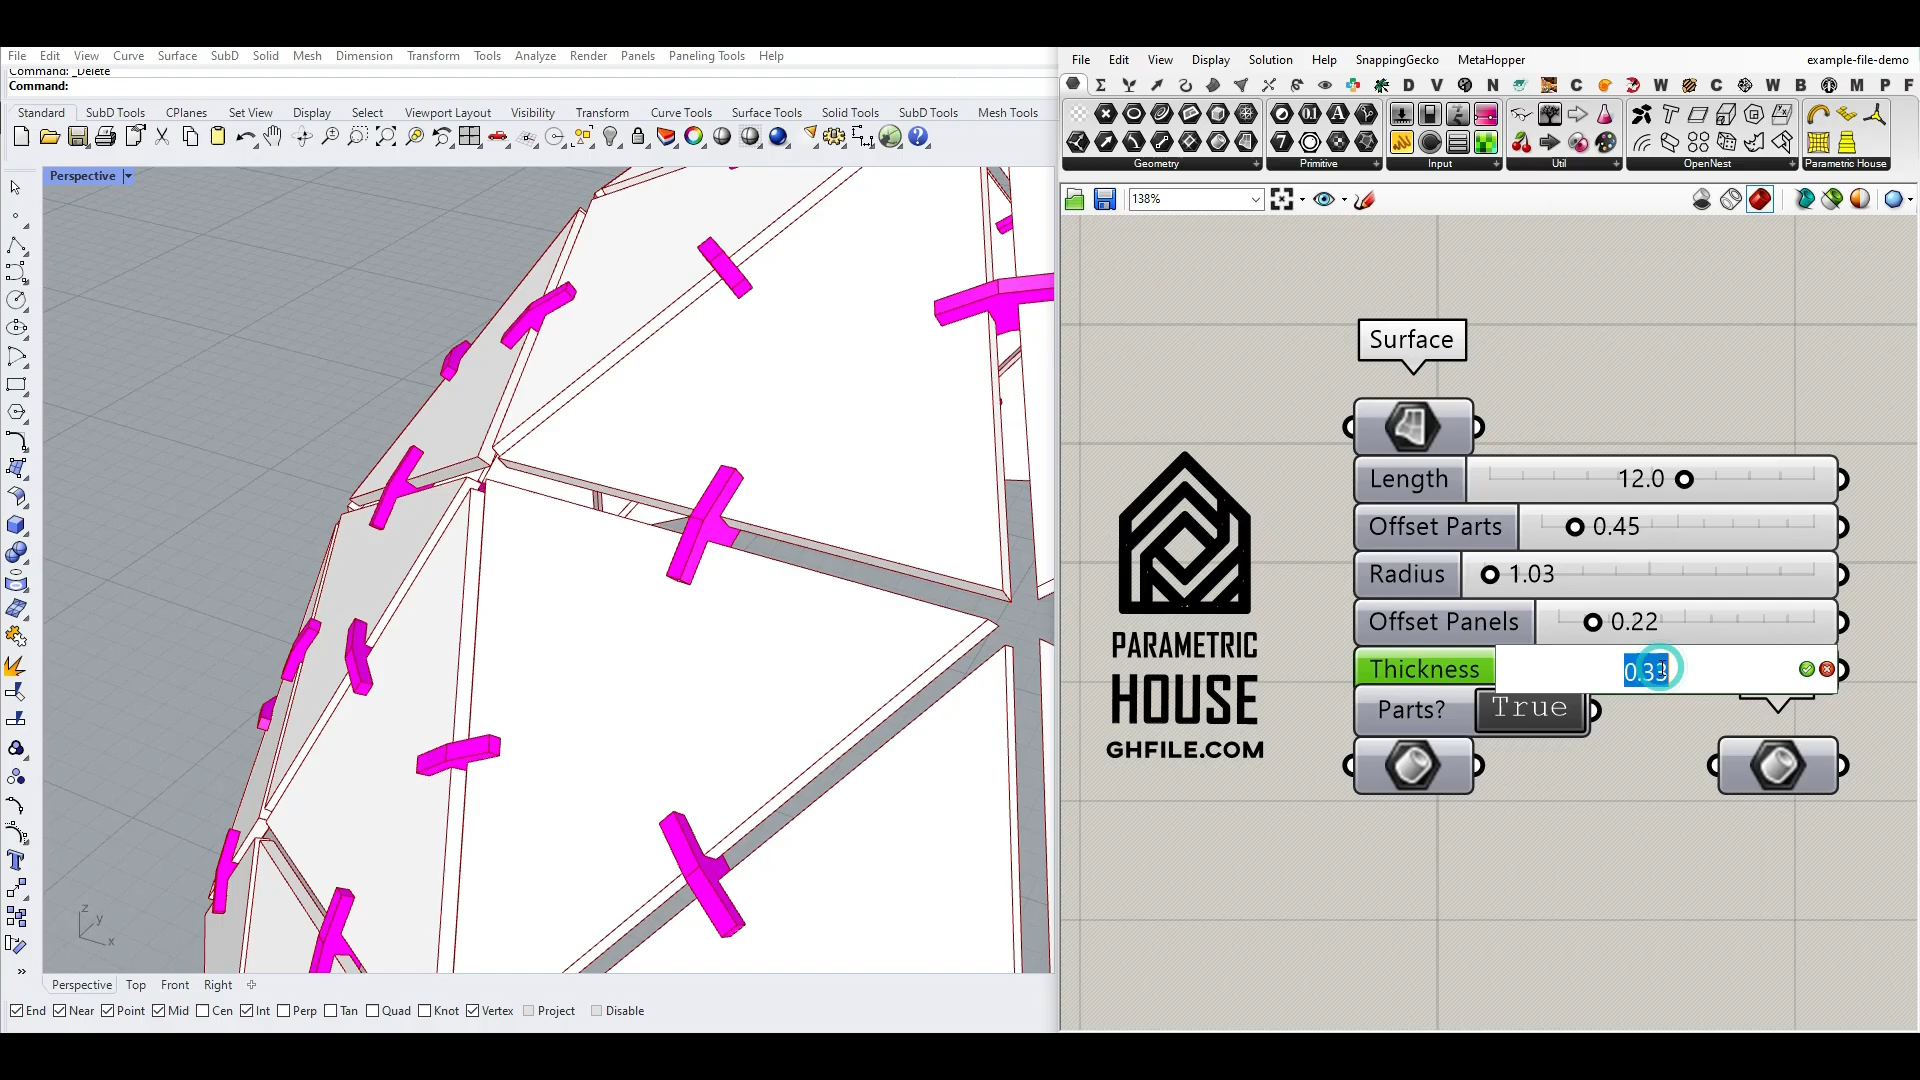 File Edit View Curve Surface SubD Solid Mesh Dimension Transform Tools Analyze Render Panels Paneling Tools Help
Command: _Delete
Command:
Standard SubD Tools CPlanes Set View Display Select Viewport Layout Visibility Transform Curve Tools Surface Tools Solid Tools SubD Tools Mesh Tools
Perspective
z
y
x
Perspective Top Front Right
End Near Point Mid Cen Int Perp Tan Quad Knot Vertex Project Disable
File Edit View Display Solution Help SnappingGecko MetaHopper example-file-demo
D V N C W C W B M P F
Geometry Primitive Input Util OpenNest Parametric House
138%
Surface
Length 12.0
Offset Parts 0.45
Radius 1.03
Offset Panels 0.22
Thickness 0.33
Parts? True
PARAMETRIC
HOUSE
GHFILE.COM